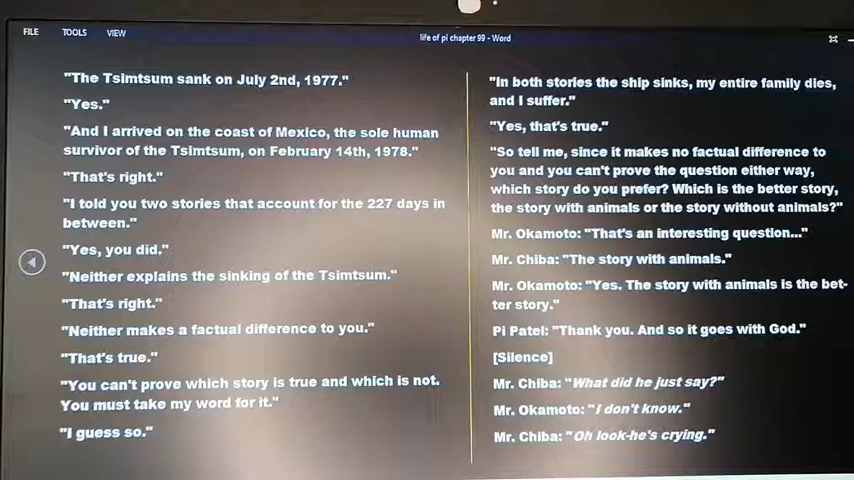 FILE TOOLS VIEW life of pi chapter 99 - Word
"The Tsimtsum sank on July 2nd, 1977."
"Yes."
"And I arrived on the coast of Mexico, the sole human
survivor of the Tsimtsum, on February 14th, 1978."
"That's right."
"I told you two stories that account for the 227 days in
between."
"Yes, you did."
"Neither explains the sinking of the Tsimtsum."
"That's right."
"Neither makes a factual difference to you."
"That's true."
"You can't prove which story is true and which is not.
You must take my word for it."
"I guess so."
"In both stories the ship sinks, my entire family dies,
and I suffer."
"Yes, that's true."
"So tell me, since it makes no factual difference to
you and you can't prove the question either way,
which story do you prefer? Which is the better story,
the story with animals or the story without animals?"
Mr. Okamoto: "That's an interesting question..."
Mr. Chiba: "The story with animals."
Mr. Okamoto: "Yes. The story with animals is the bet-
ter story."
Pi Patel: "Thank you. And so it goes with God."
[Silence]
Mr. Chiba: "What did he just say?"
Mr. Okamoto: "I don't know."
Mr. Chiba: "Oh look-he's crying."